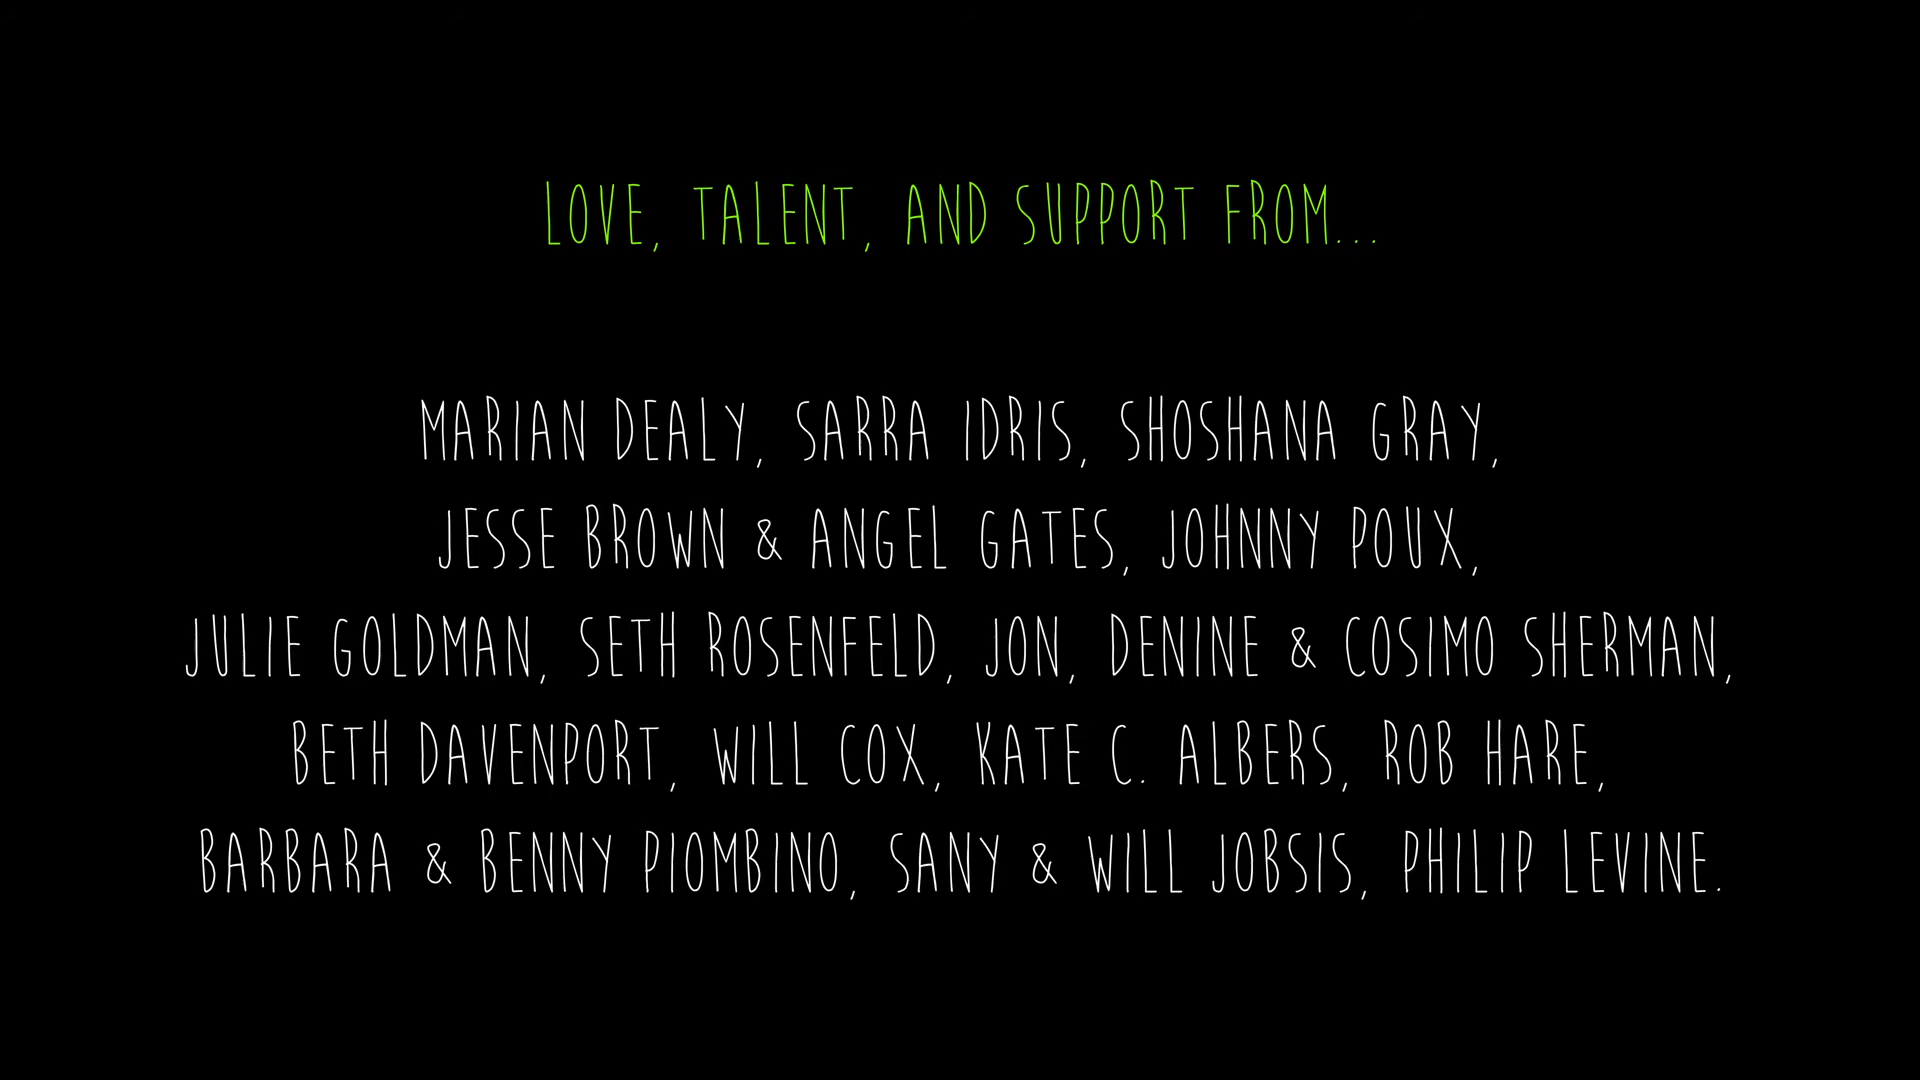 LOVE, TALENT, AND SUPPORT FROM...
MARIAN DEALY, SARRA IDRIS, SHOSHANA GRAY,
JESSE BROWN & ANGEL GATES, JOHNNY POUX,
JULIE GOLDMAN, SETH ROSENFELD, JON, DENINE & COSIMO SHERMAN,
BETH DAVENPORT, WILL COX, KATE C. ALBERS, ROB HARE,
BARBARA & BENNY PIOMBINO, SANY & WILL JOBSIS, PHILIP LEVINE.